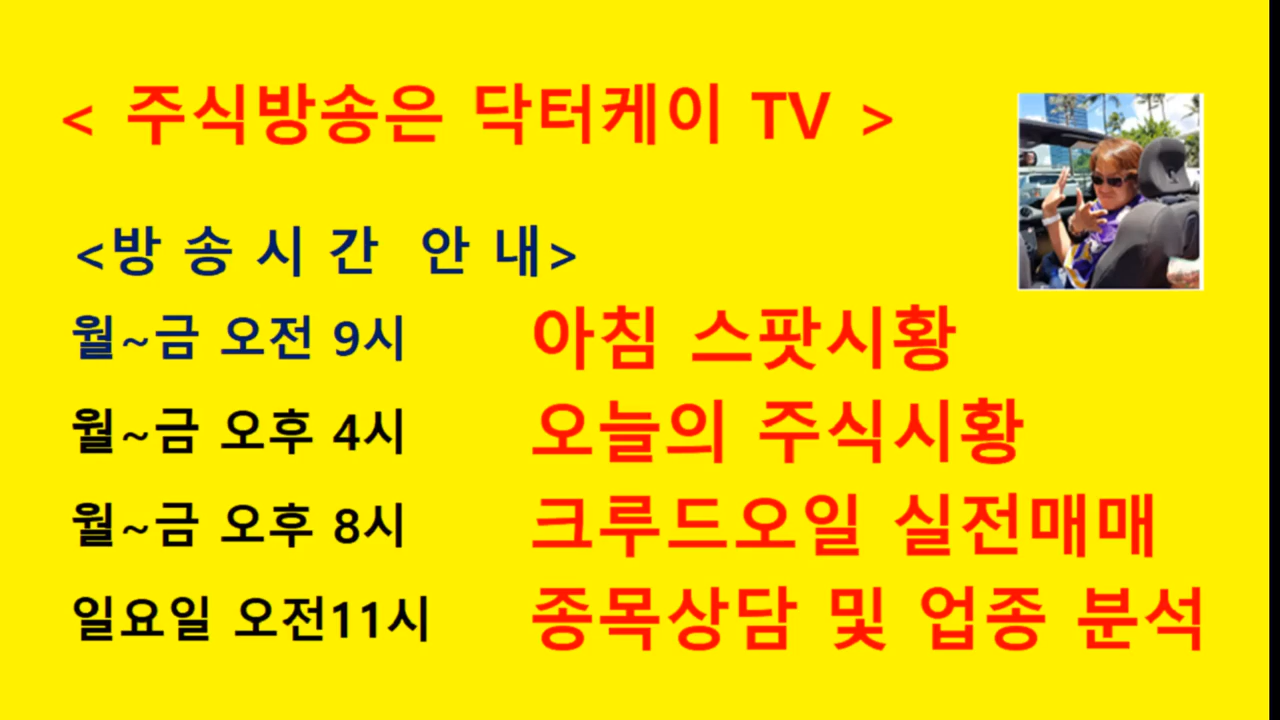 < 주식방송은 닥터케이 TV >
<방 송 시 간 안 내>
월~금 오전 9시 아침 스팟시황
월~금 오후 4시 오늘의 주식시황
월~금 오후 8시 크루드오일 실전매매
일요일 오전11시 종목상담 및 업종 분석